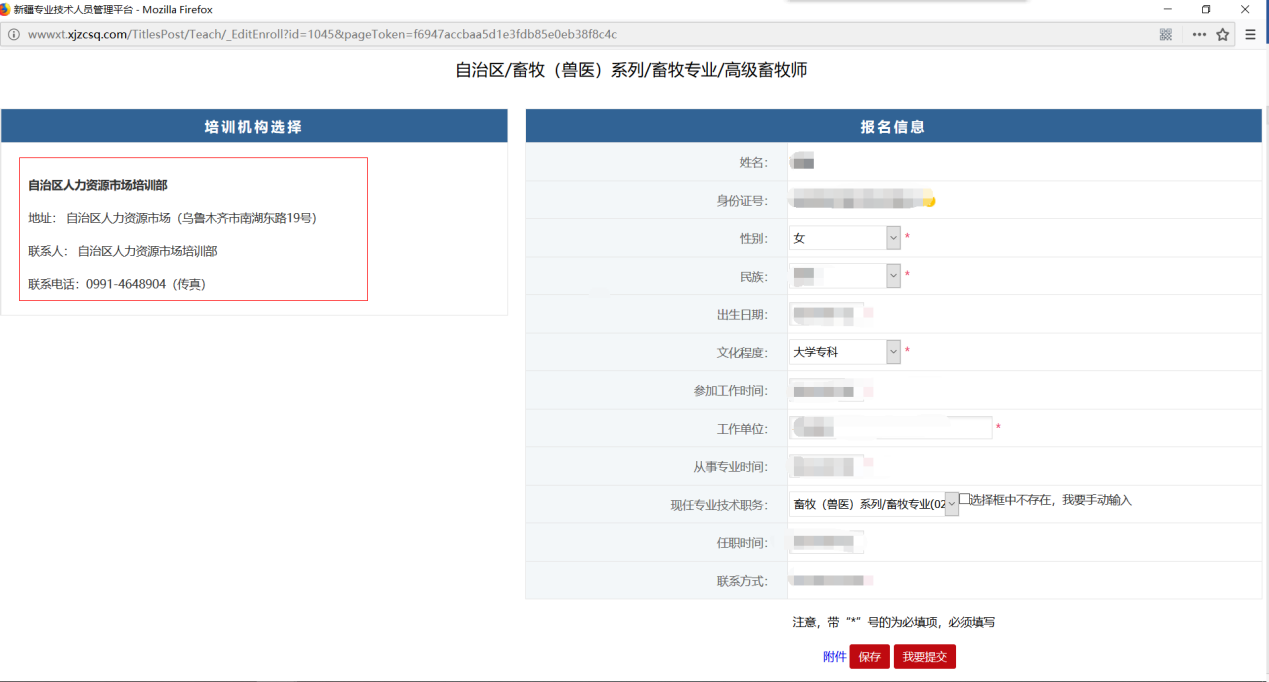 新疆专业技术人员管理平台 - Mozilla Firefox
wwwxt.xjzcsq.com/TitlesPost/Teach/_EditEnroll?id=1045&pageToken=f6947accbaa5d1e3fdb85e0eb38f8c4c
自治区/畜牧（兽医）系列/畜牧专业/高级畜牧师
培训机构选择
自治区人力资源市场培训部
地址： 自治区人力资源市场（乌鲁木齐市南湖东路19号）
联系人： 自治区人力资源市场培训部
联系电话：0991-4648904（传真）
报名信息
姓名：
身份证号：
性别： 女 *
民族： *
出生日期：
文化程度： 大学专科 *
参加工作时间：
工作单位： *
从事专业时间：
现任专业技术职务： 畜牧（兽医）系列/畜牧专业(02 选择框中不存在，我要手动输入
任职时间：
联系方式：
注意，带“*”号的为必填项，必须填写
附件 保存 我要提交